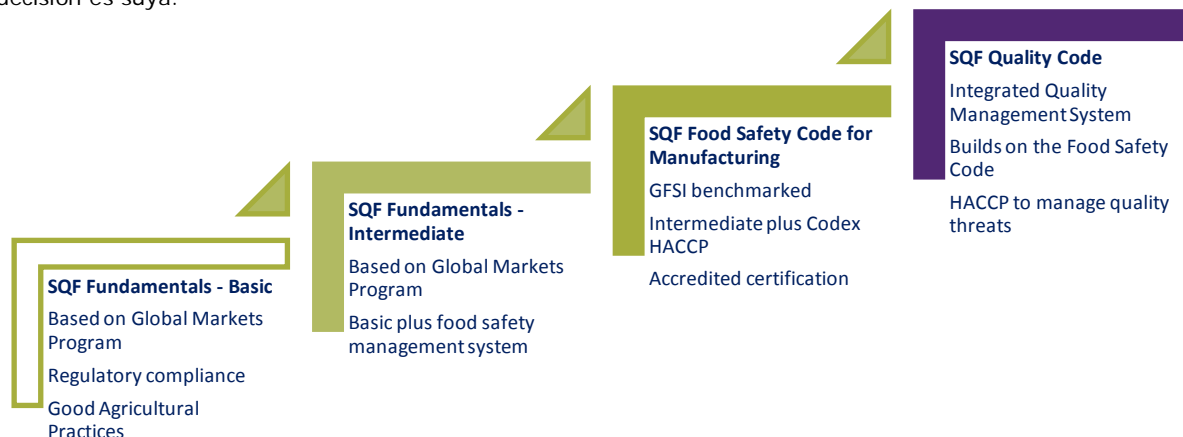 decisión es suya.
SQF Quality Code
Integrated Quality
Management System
Builds on the Food Safety
Code
HACCP to manage quality
threats
SQF Food Safety Code for
Manufacturing
GFSI benchmarked
Intermediate plus Codex
HACCP
Accredited certification
SQF Fundamentals -
Intermediate
Based on Global Markets
Program
Basic plus food safety
management system
SQF Fundamentals - Basic
Based on Global Markets
Program
Regulatory compliance
Good Agricultural
Practices